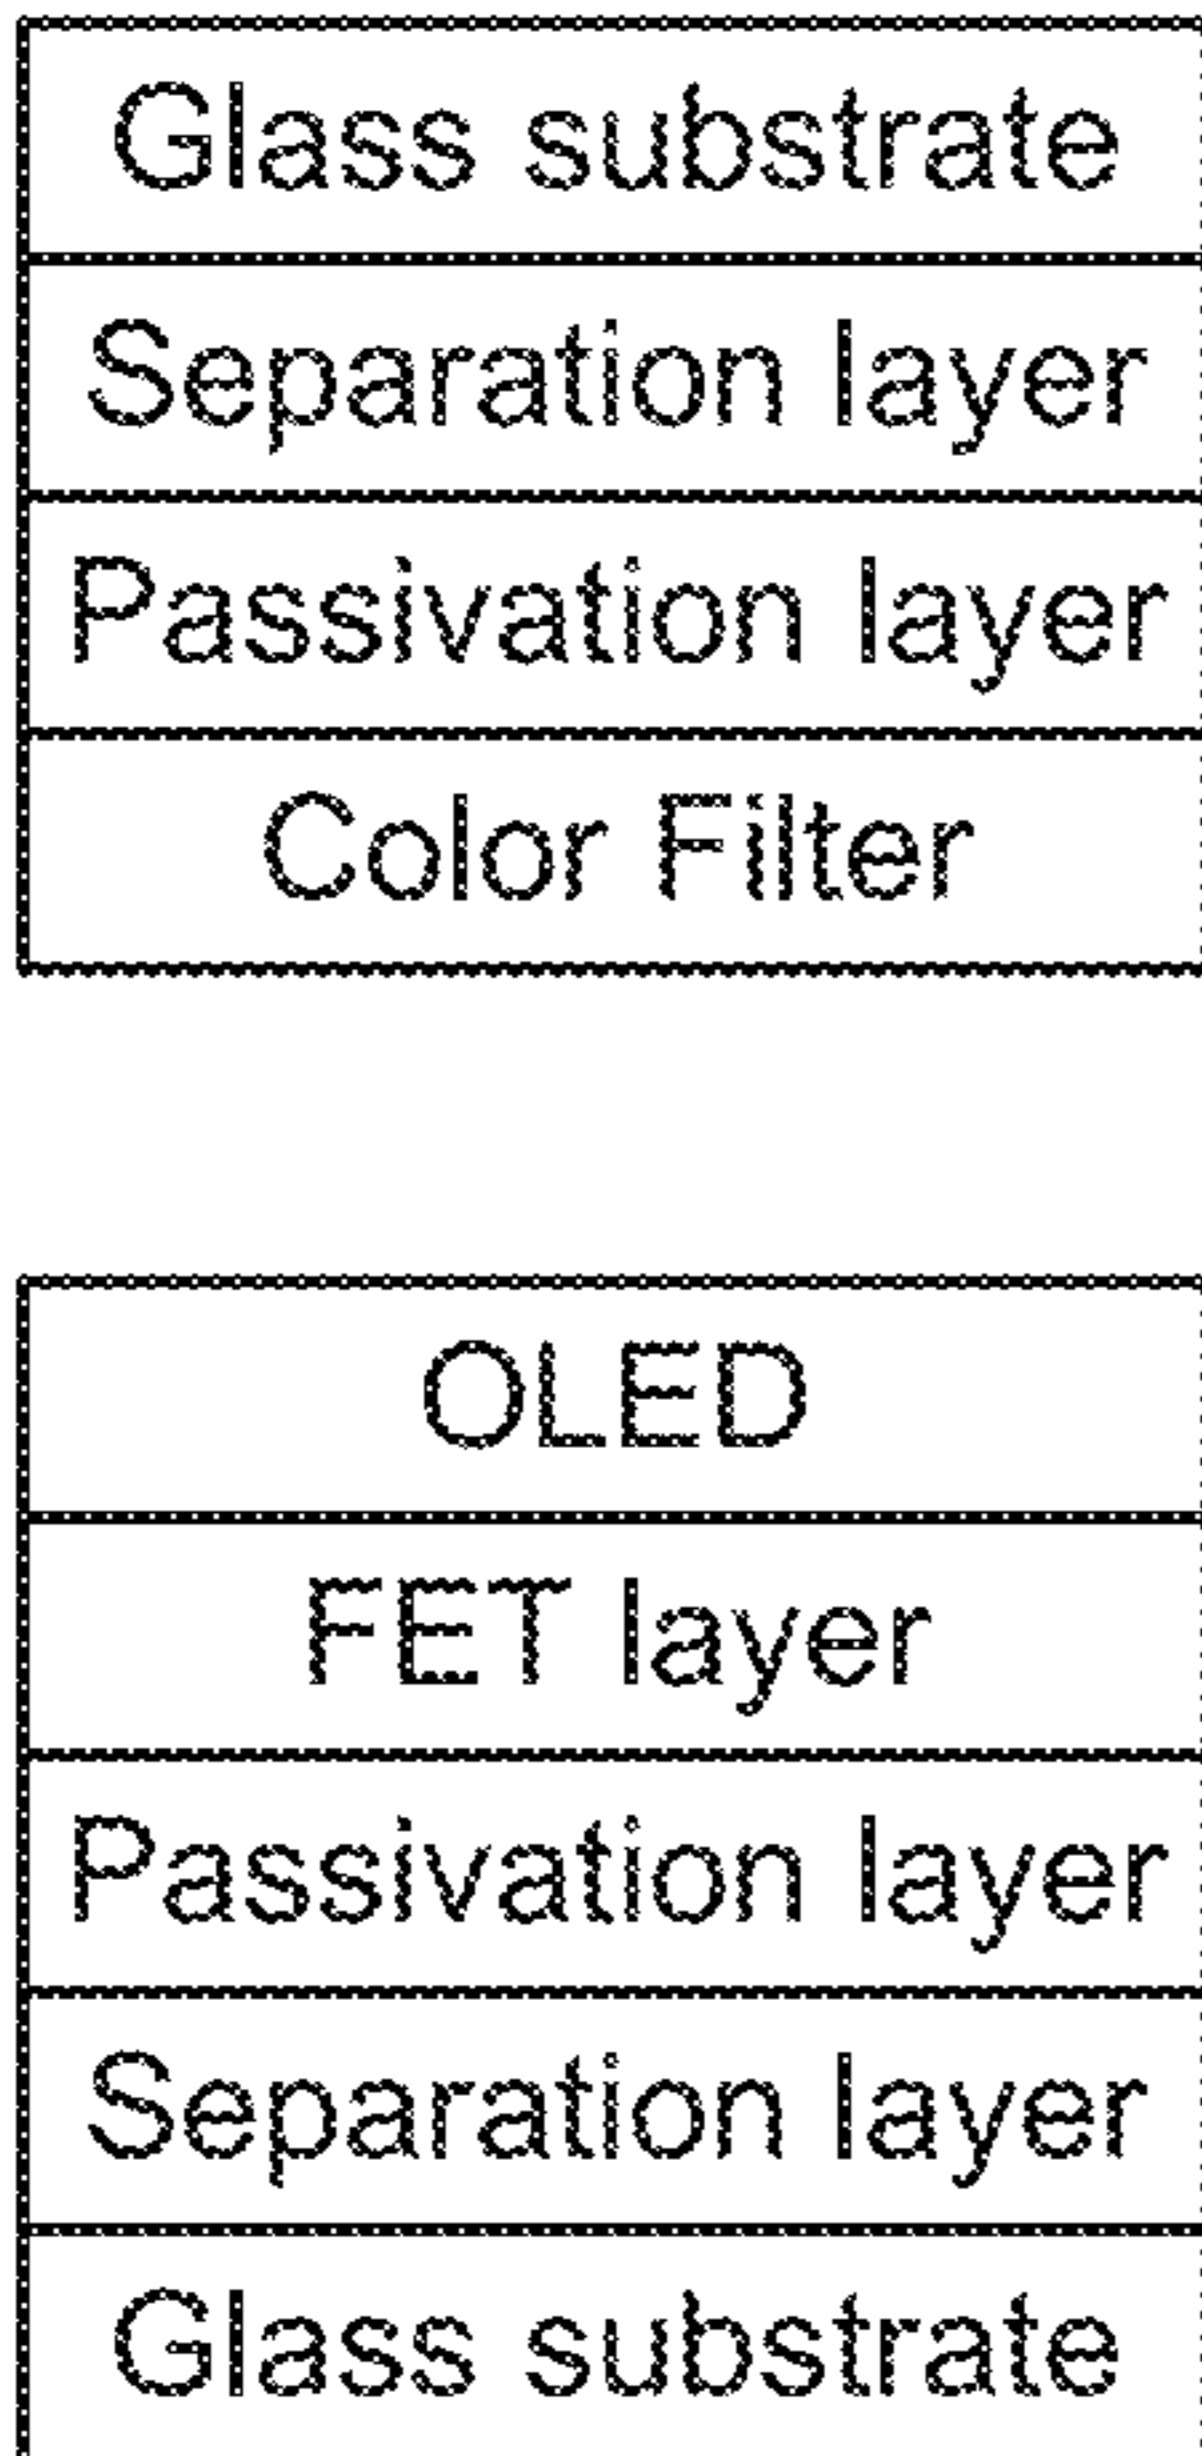 Glass substrate
Separation layer
Passivation layer
Color Filter
OLED
FET layer
Passivation layer
Separation layer
Glass substrate